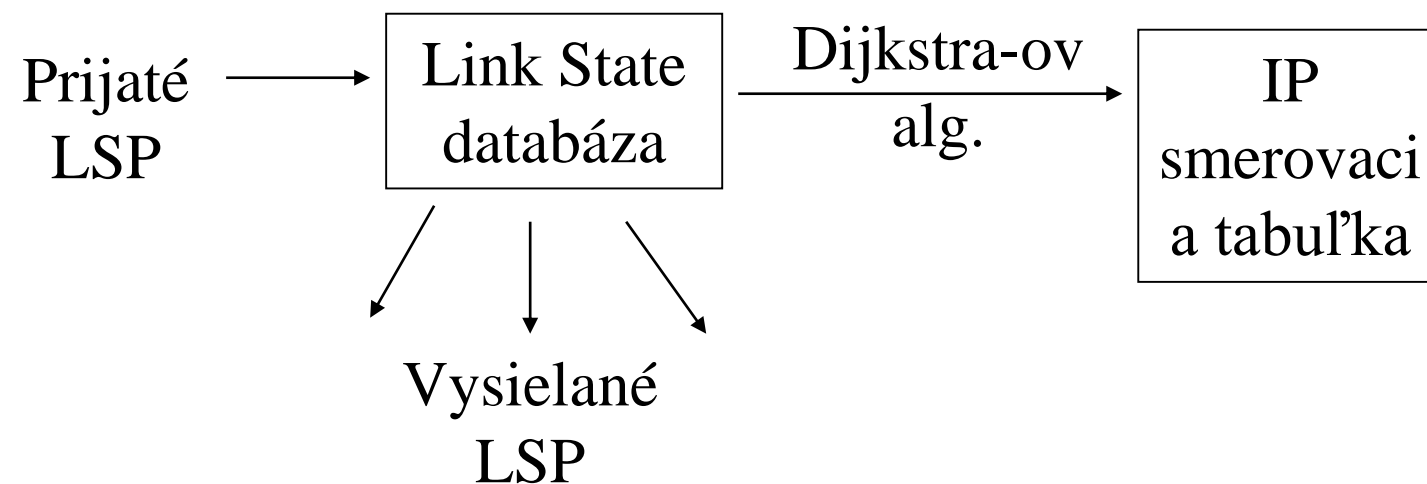 Prijaté
LSP
Link State
databáza
Dijkstra-ov
alg.
IP
smerovaci
a tabuľka
Vysielané
LSP